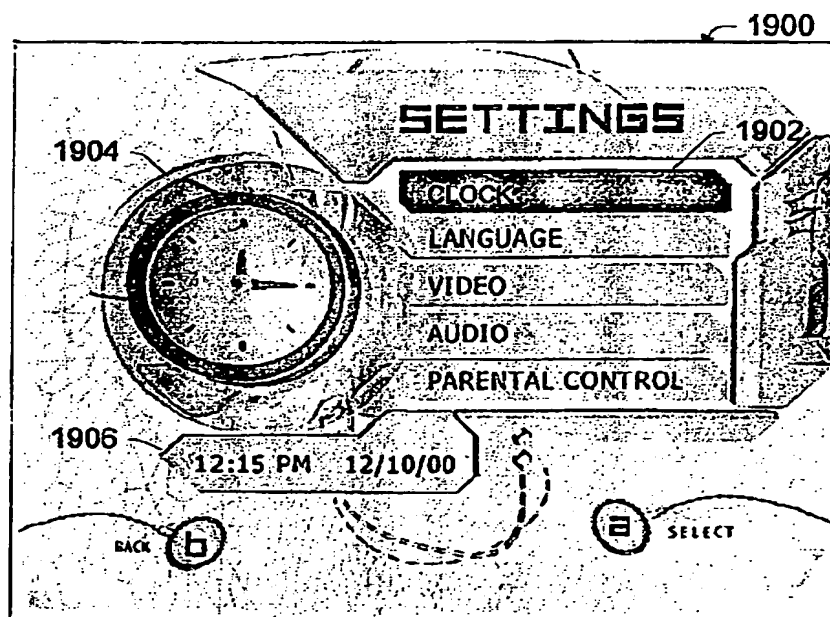 1900
SETTINGS
1902
1904
CLOCK
LANGUAGE
VIDEO
AUDIO
PARENTAL CONTROL
1906
12:15 PM 12/10/00
BACK b
a SELECT